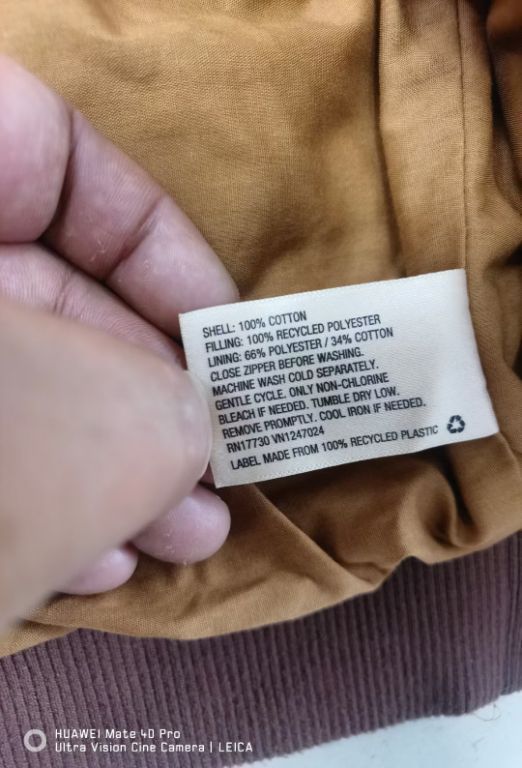 SHELL: 100% COTTON
FILLING: 100% RECYCLED POLYESTER
LINING: 66% POLYESTER / 34% COTTON
CLOSE ZIPPER BEFORE WASHING.
MACHINE WASH COLD SEPARATELY.
GENTLE CYCLE. ONLY NON-CHLORINE
BLEACH IF NEEDED. TUMBLE DRY LOW.
REMOVE PROMPTLY. COOL IRON IF NEEDED.
RN17730 VN1247024
LABEL MADE FROM 100% RECYCLED PLASTIC
HUAWEI Mate 40 Pro
Ultra Vision Cine Camera | LEICA